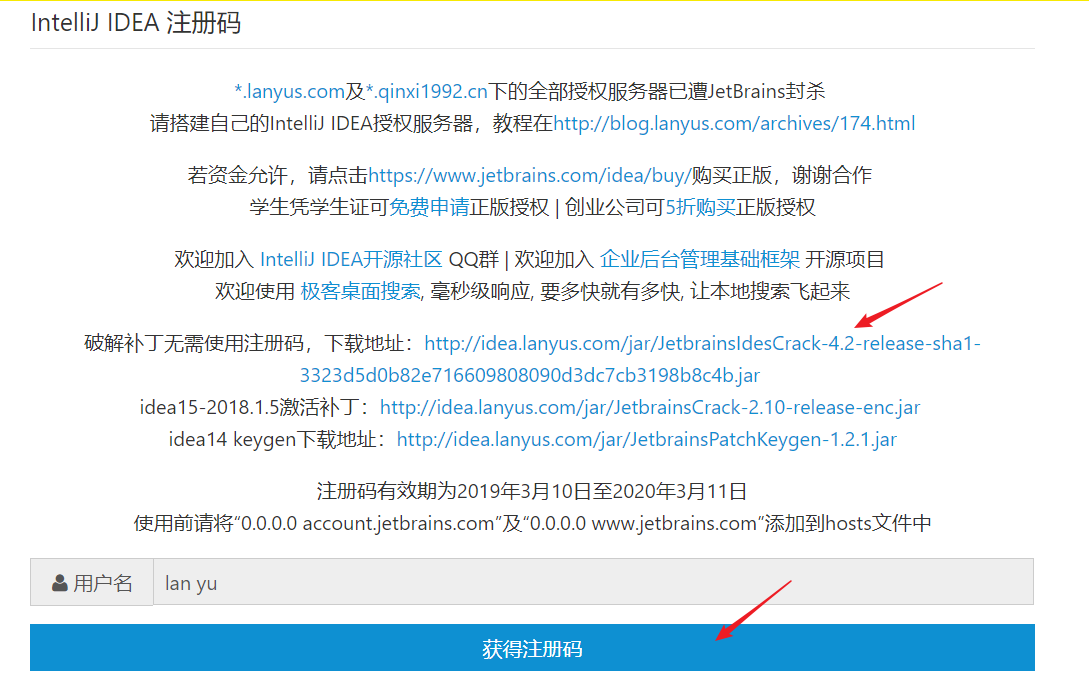 IntelliJ IDEA 注册码
*.lanyus.com及*.qinxi1992.cn下的全部授权服务器已遭JetBrains封杀
请搭建自己的IntelliJ IDEA授权服务器，教程在http://blog.lanyus.com/archives/174.html
若资金允许，请点击https://www.jetbrains.com/idea/buy/购买正版，谢谢合作
学生凭学生证可免费申请正版授权 | 创业公司可5折购买正版授权
欢迎加入 IntelliJ IDEA开源社区 QQ群 | 欢迎加入 企业后台管理基础框架 开源项目
欢迎使用 极客桌面搜索, 毫秒级响应, 要多快就有多快, 让本地搜索飞起来
破解补丁无需使用注册码，下载地址：http://idea.lanyus.com/jar/JetbrainsIdesCrack-4.2-release-sha1-
3323d5d0b82e716609808090d3dc7cb3198b8c4b.jar
idea15-2018.1.5激活补丁：http://idea.lanyus.com/jar/JetbrainsCrack-2.10-release-enc.jar
idea14 keygen下载地址：http://idea.lanyus.com/jar/JetbrainsPatchKeygen-1.2.1.jar
注册码有效期为2019年3月10日至2020年3月11日
使用前请将“0.0.0.0 account.jetbrains.com”及“0.0.0.0 www.jetbrains.com”添加到hosts文件中
用户名 lan yu
获得注册码